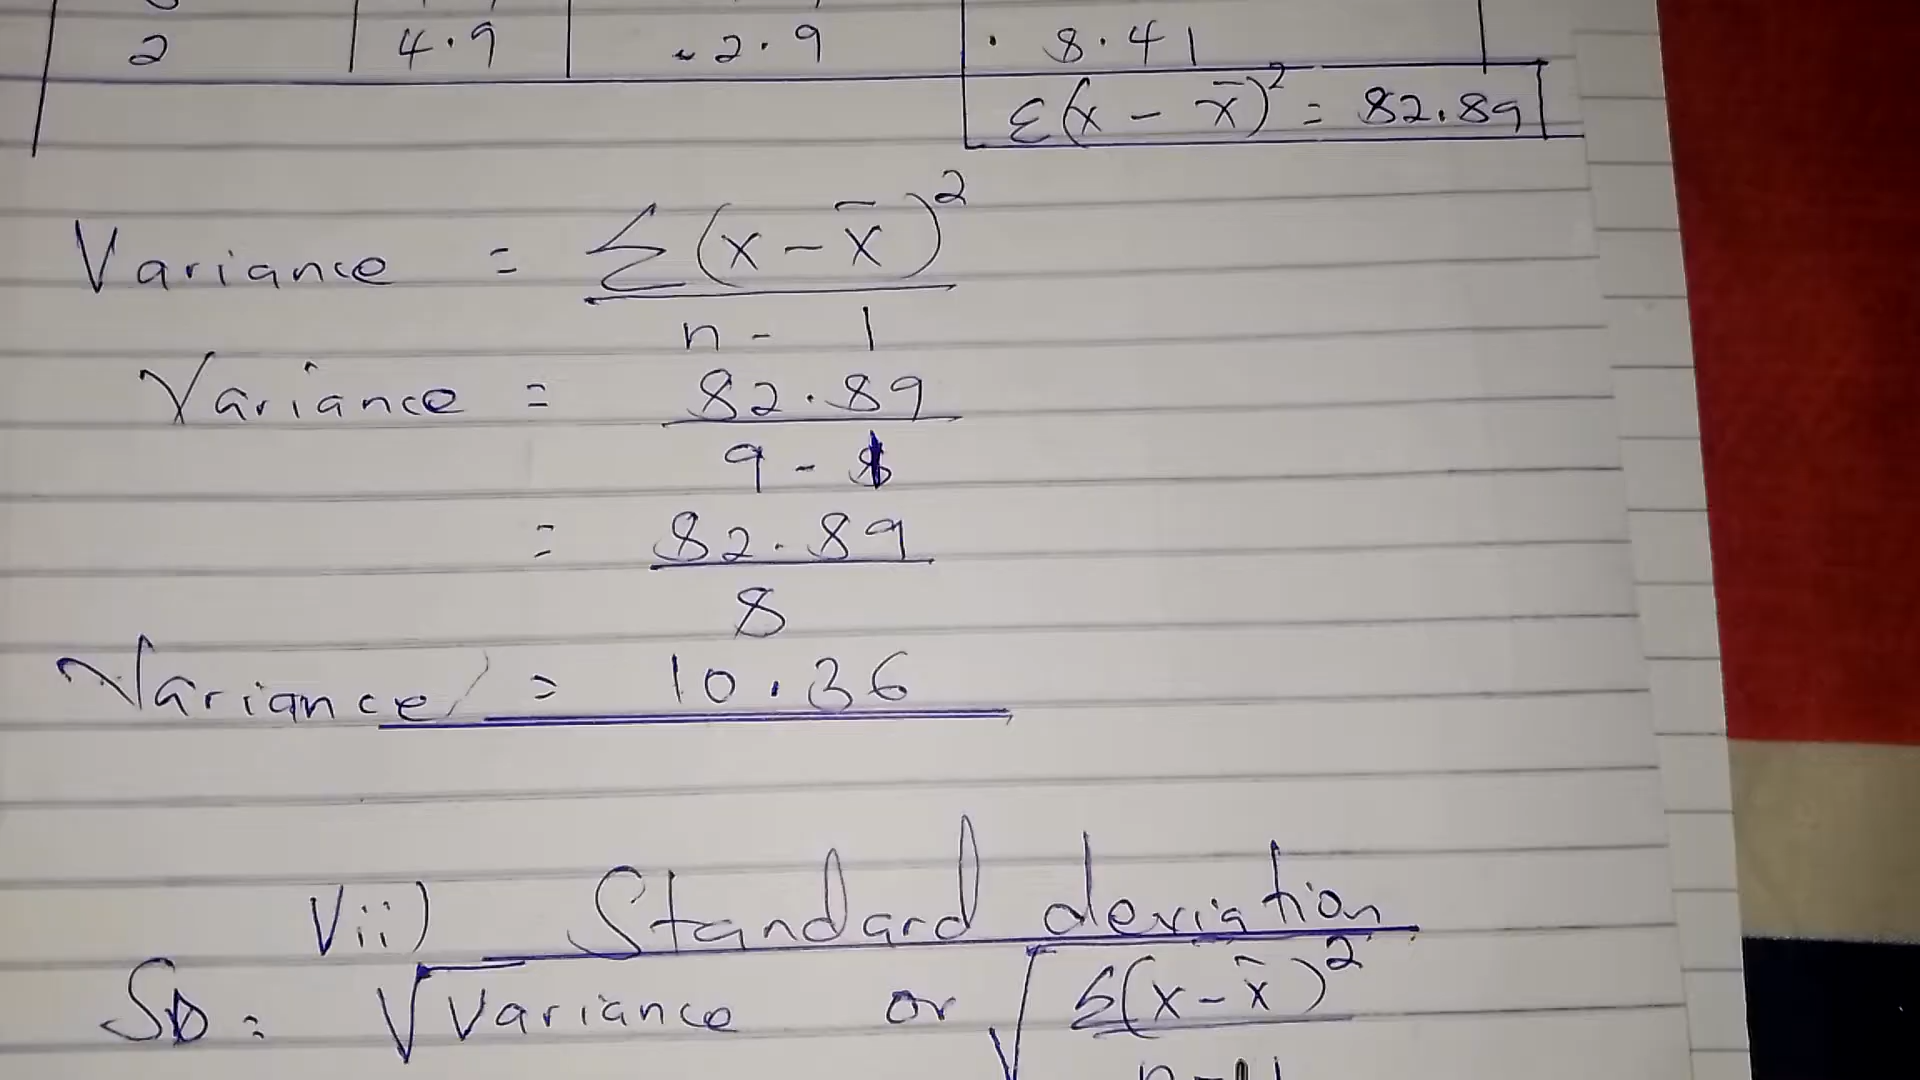 2 4.9 -2.9 8.41
Σ(x - x̄)² = 82.89
Variance = Σ(x - x̄)²
n - 1
Variance = 82.89
9 - 1
= 82.89
8
Variance = 10.36
Vii) Standard deviation
SD = √Variance or √Σ(x - x̄)²
n - 1